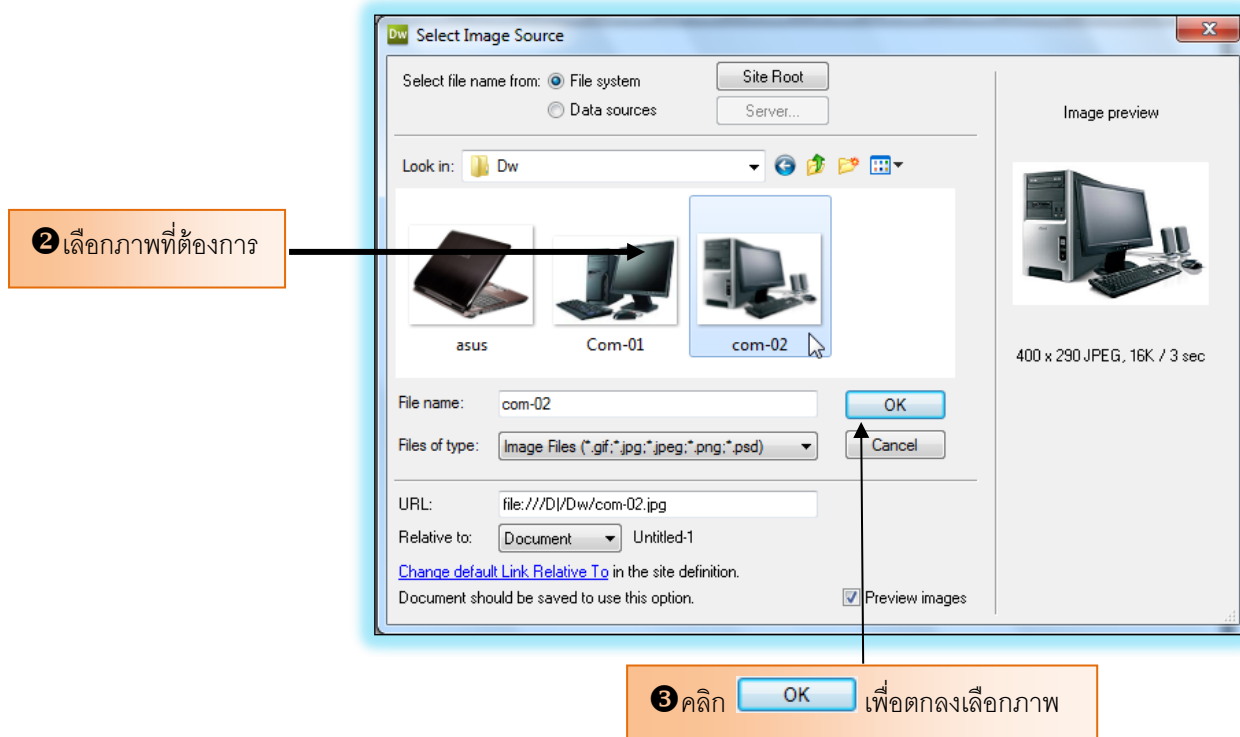 Dw Select Image Source
Select file name from: File system Site Root
Data sources Server...
Image preview
Look in: Dw
❷เลือกภาพที่ต้องการ
asus Com-01 com-02
400 x 290 JPEG, 16K / 3 sec
File name: com-02 OK
Files of type: Image Files (*.gif;*.jpg;*.jpeg;*.png;*.psd) Cancel
URL: file:///D|/Dw/com-02.jpg
Relative to: Document Untitled-1
Change default Link Relative To in the site definition.
Document should be saved to use this option. Preview images
❸คลิก OK เพื่อตกลงเลือกภาพ